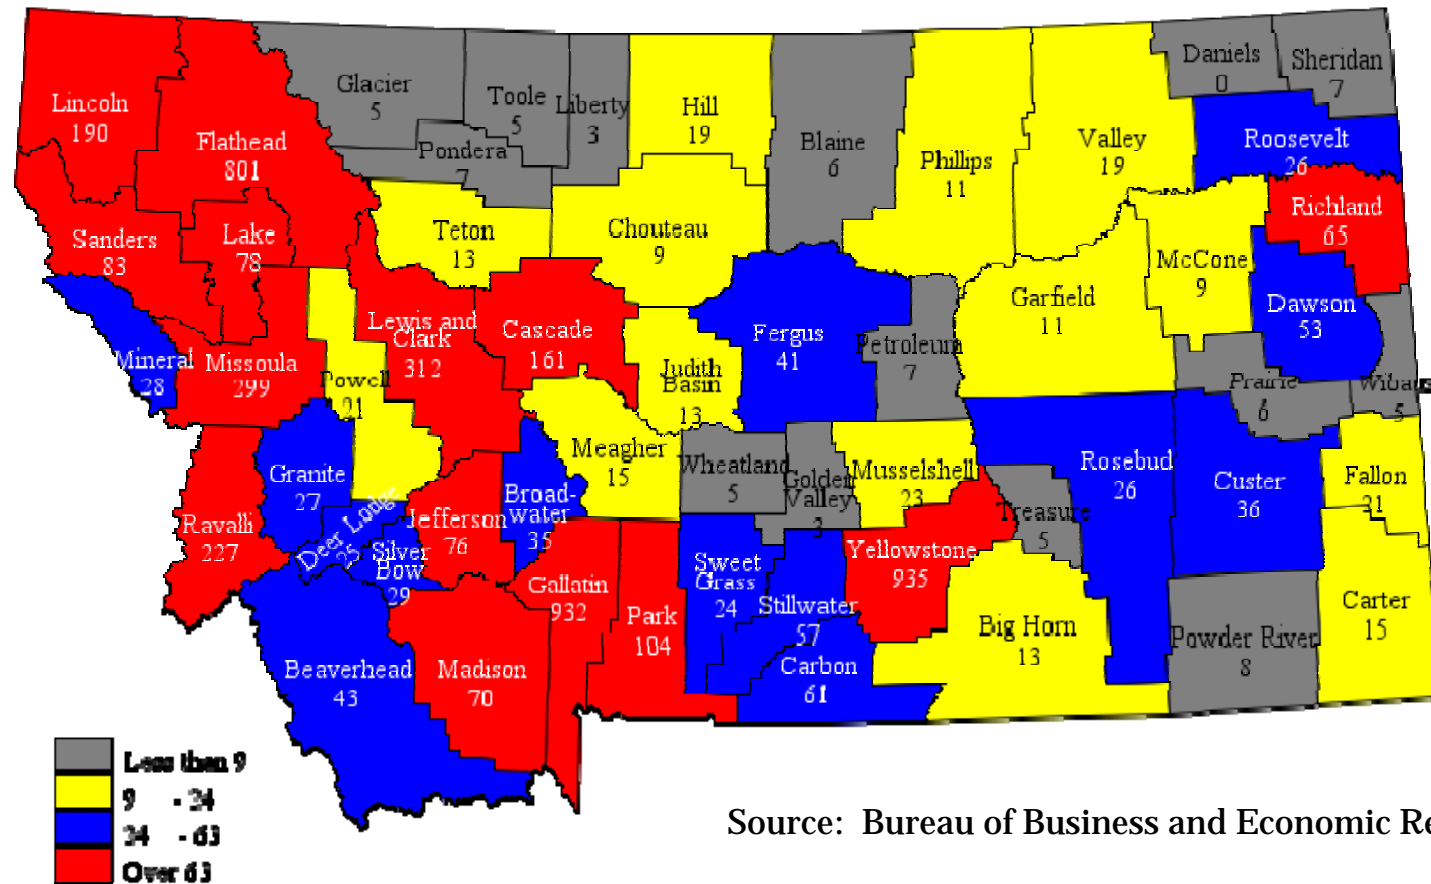 Daniels
0
Sheridan
7
Glacier
5
Toole
5
Liberty
3
Hill
19
Blaine
6
Phillips
11
Valley
19
Roosevelt
26
Lincoln
190
Flathead
801
Pondera
7
Richland
65
Teton
13
Chouteau
9
Sanders
83
Lake
78
McCone
9
Garfield
11
Dawson
53
Lewis and
Clark
312
Cascade
161
Fergus
41
Petroleum
7
Mineral
28
Missoula
299
Powell
21
Judith
Basin
13
Prairie
6
5
Meagher
15
Wheatland
5
Golden
Valley
3
Musselshell
23
Rosebud
26
Custer
36
Fallon
21
Granite
27
Deer Lodge
25
Broad-
water
35
Jefferson
76
Ravalli
227
Silver
Bow
29
Treasure
5
Yellowstone
935
Sweet
Grass
24
Gallatin
932
Park
104
Stillwater
57
Carter
15
Big Horn
13
Powder River
8
Beaverhead
43
Madison
70
Carbon
61
Less than 9
9 - 24
24 - 63
Over 63
Source: Bureau of Business and Economic Re